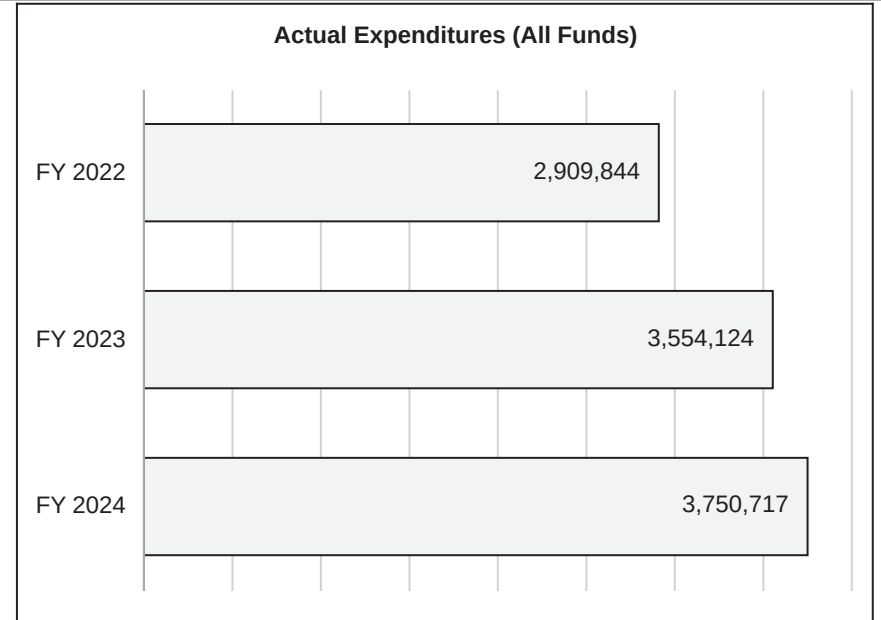 Actual Expenditures (All Funds)
FY 2022
2,909,844
FY 2023
3,554,124
FY 2024
3,750,717